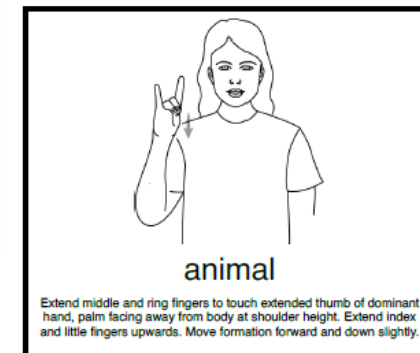 animal
Extend middle and ring fingers to touch extended thumb of dominant
hand, palm facing away from body at shoulder height. Extend index
and little fingers upwards. Move formation forward and down slightly.